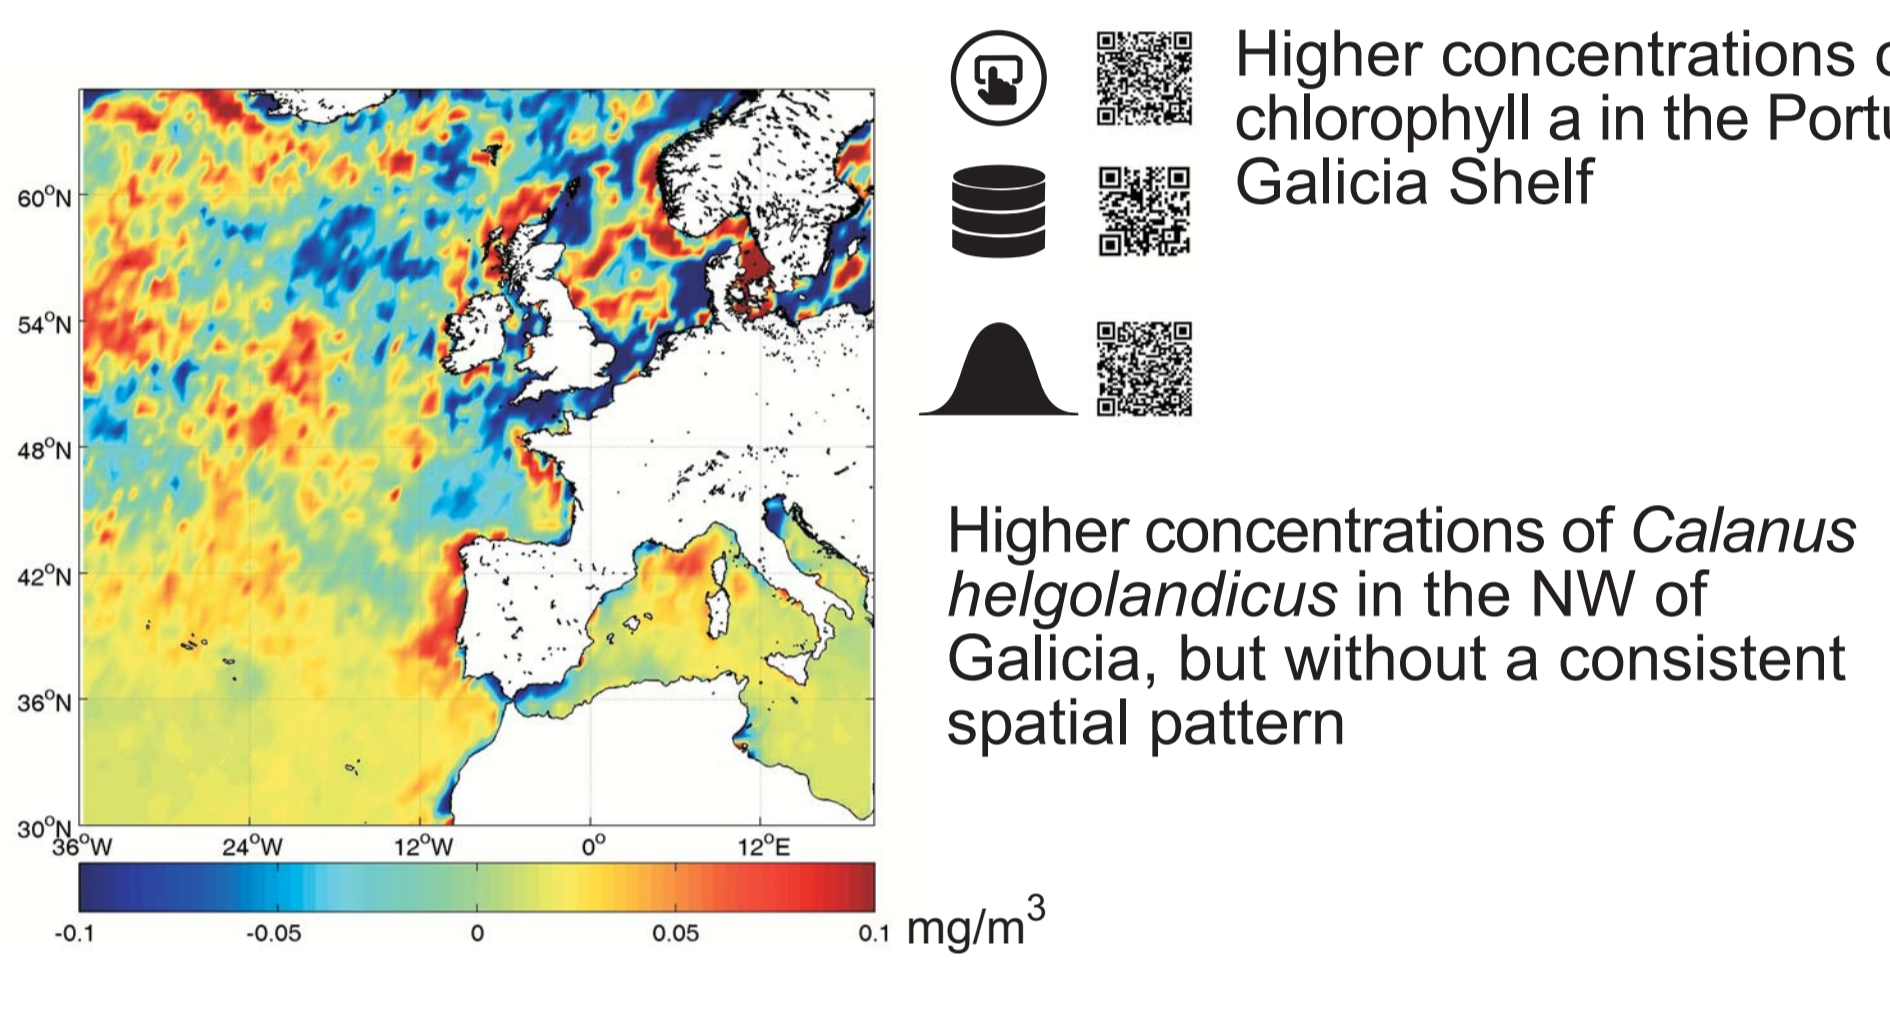 Higher concentrations
chlorophyll a in the
Galicia Shelf
60°N
54°N
48°N
42°N
36°N
30°N
36°W 24°W 12°W 0° 12°E
-0.1 -0.05 0 0.05 0.1 mg/m³
Higher concentrations of Calanus
helgolandicus in the NW of
Galicia, but without a consistent
spatial pattern